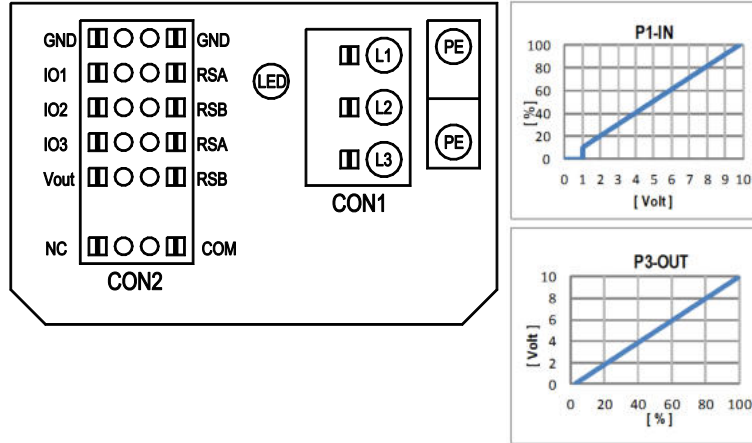 GND GND
IO1 RSA
IO2 RSB
IO3 RSA
Vout RSB
NC COM
CON2
LED
L1
L2
L3
CON1
PE
PE
P1-IN
100
80
60
40
20
0
[%]
0 1 2 3 4 5 6 7 8 9 10
[ Volt ]
P3-OUT
10
8
6
4
2
0
[ Volt ]
0 20 40 60 80 100
[ % ]